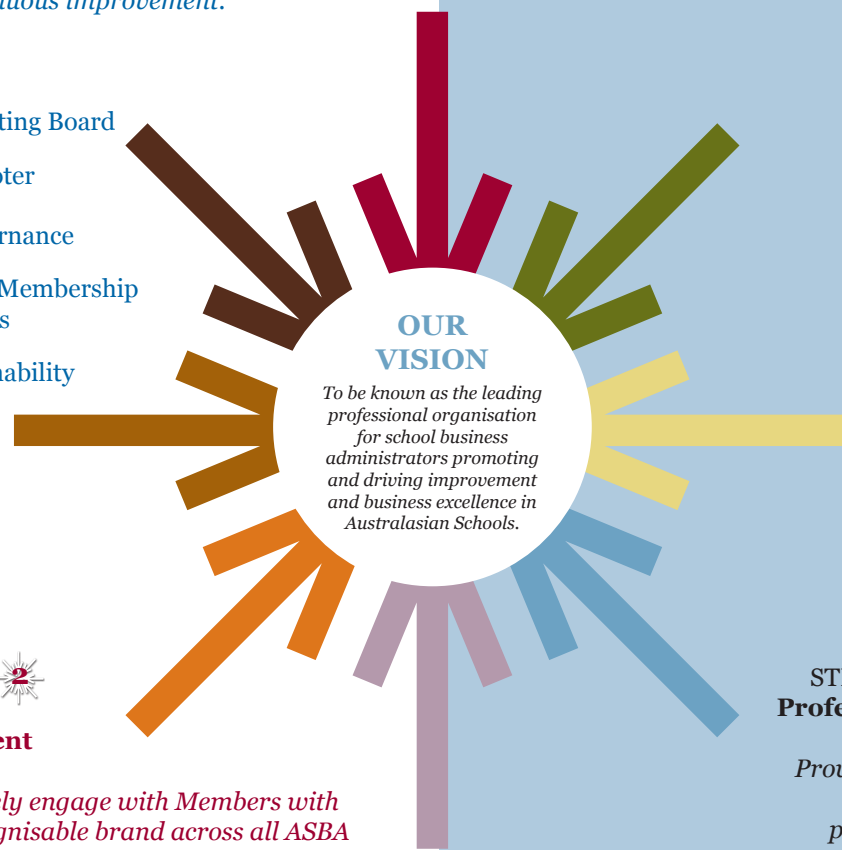 uous improvement.
ting Board
oter
rnance
Membership
s
nability
OUR
VISION
To be known as the leading
professional organisation
for school business
administrators promoting
and driving improvement
and business excellence in
Australasian Schools.
2
ent
ely engage with Members with
gnisable brand across all ASBA
ST
Profe
Prov
p